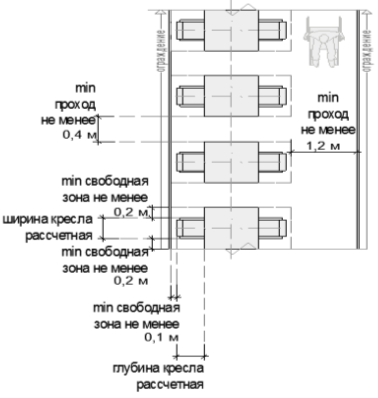 ограждение
ограждение
min
проход
не менее
0,4 м
min
проход
не менее
1,2 м
min свободная
зона не менее
0,2 м
ширина кресла
рассчетная
min свободная
зона не менее
0,2 м
min свободная
зона не менее
0,1 м
глубина кресла
рассчетная